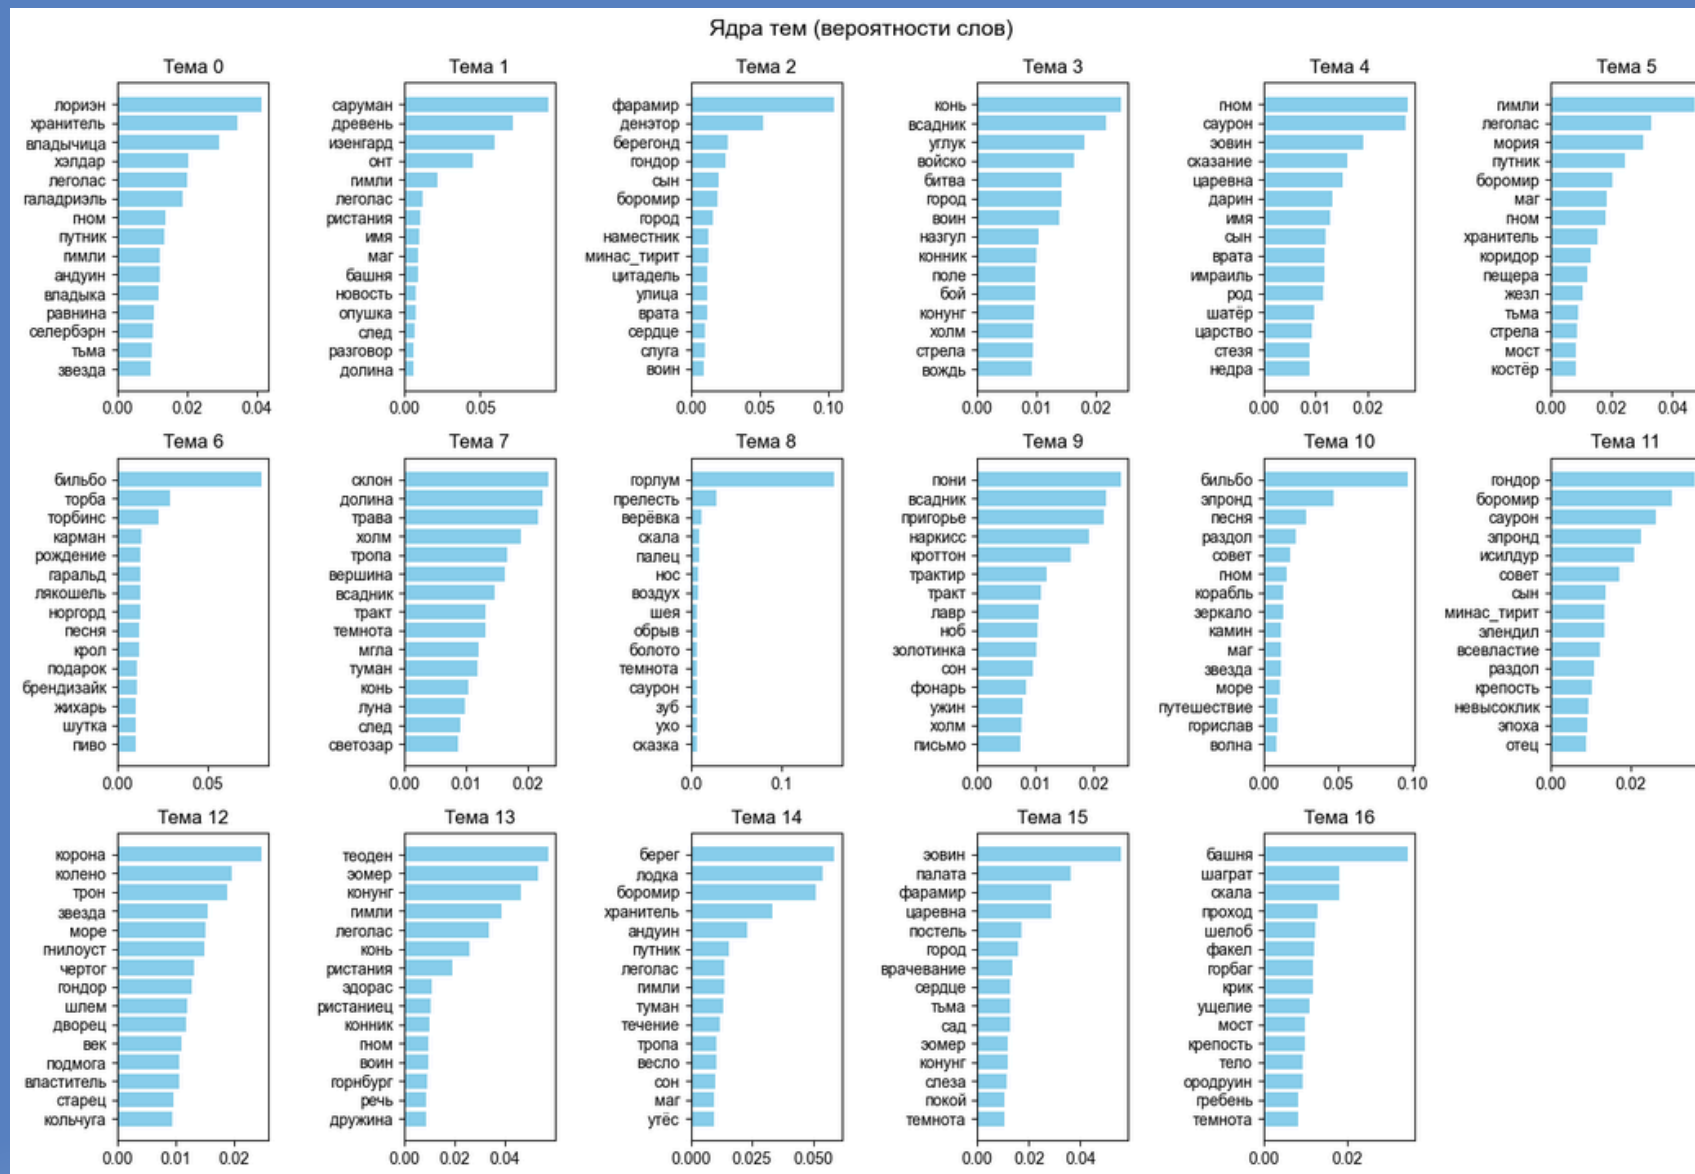 Ядра тем (вероятности слов)
Тема 0
лориэн
хранитель
владычица
хэлдар
леголас
галадриэль
гном
путник
гимли
андуин
владыка
равнина
селербэрн
тьма
звезда
0.00 0.02 0.04
Тема 1
саруман
древень
изенгард
онт
гимли
леголас
ристания
имя
маг
башня
новость
опушка
след
разговор
долина
0.00 0.05
Тема 2
фарамир
денэтор
берегонд
гондор
сын
боромир
город
наместник
минас_тирит
цитадель
улица
врата
сердце
слуга
воин
0.00 0.05 0.10
Тема 3
конь
всадник
углук
войско
битва
город
воин
назгул
конник
поле
бой
конунг
холм
стрела
вождь
0.00 0.01 0.02
Тема 4
гном
саурон
эовин
сказание
царевна
дарин
имя
сын
врата
имраиль
род
шатёр
царство
стезя
недра
0.00 0.01 0.02
Тема 5
гимли
леголас
мория
путник
боромир
маг
гном
хранитель
коридор
пещера
жезл
тьма
стрела
мост
костёр
0.00 0.02 0.04
Тема 6
бильбо
торба
торбинс
карман
рождение
гаральд
лякошель
норгорд
песня
крол
подарок
брендизайк
жихарь
шутка
пиво
0.00 0.05
Тема 7
склон
долина
трава
холм
тропа
вершина
всадник
тракт
темнота
мгла
туман
конь
луна
след
светозар
0.00 0.01 0.02
Тема 8
горлум
прелесть
верёвка
скала
палец
нос
воздух
шея
обрыв
болото
темнота
саурон
зуб
ухо
сказка
0.0 0.1
Тема 9
пони
всадник
пригорье
наркисс
кроттон
трактир
тракт
лавр
ноб
золотинка
сон
фонарь
ужин
холм
письмо
0.00 0.01 0.02
Тема 10
бильбо
элронд
песня
раздол
совет
гном
корабль
зеркало
камин
маг
звезда
море
путешествие
горислав
волна
0.00 0.05 0.10
Тема 11
гондор
боромир
саурон
элронд
исилдур
совет
сын
минас_тирит
элендил
всевластие
раздол
крепость
невысоклик
эпоха
отец
0.00 0.02
Тема 12
корона
колено
трон
звезда
море
гнилоуст
чертог
гондор
шлем
дворец
век
подмога
властитель
старец
кольчуга
0.00 0.01 0.02
Тема 13
теоден
эомер
конунг
гимли
леголас
конь
ристания
эдорас
ристаниец
конник
гном
воин
горнбург
речь
дружина
0.00 0.02 0.04
Тема 14
берег
лодка
боромир
хранитель
андуин
путник
леголас
гимли
туман
течение
тропа
весло
сон
маг
утёс
0.000 0.025 0.050
Тема 15
эовин
палата
фарамир
царевна
постель
город
врачевание
сердце
тьма
сад
эомер
конунг
слеза
покой
темнота
0.00 0.02 0.04
Тема 16
башня
шаграт
скала
проход
шелоб
факел
горбаг
крик
ущелие
мост
крепость
тело
ородруин
гребень
темнота
0.00 0.02